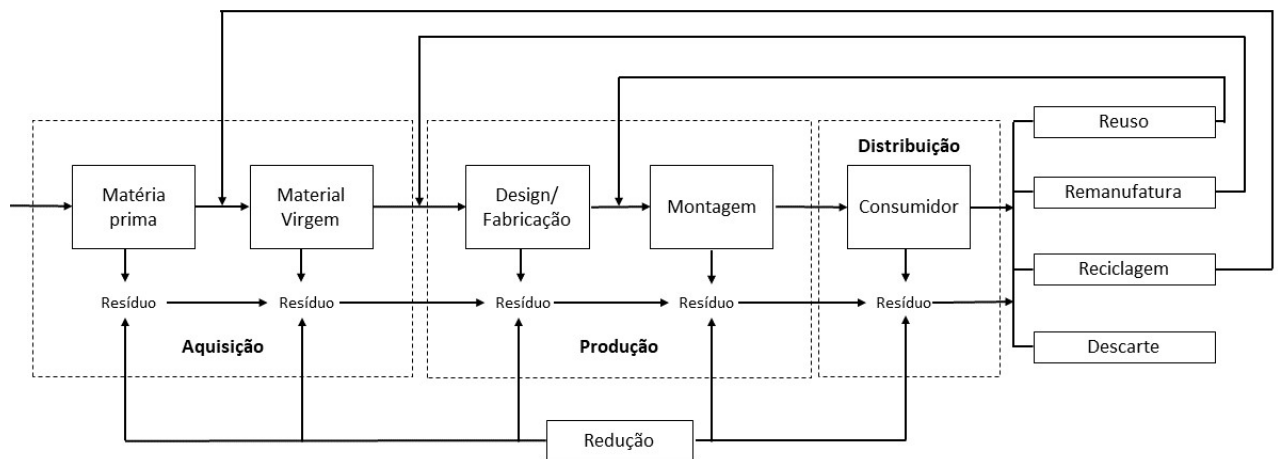 Reuso
Distribuição
Matéria
prima
Material
Virgem
Design/
Fabricação
Montagem
Consumidor
Remanufatura
Reciclagem
Resíduo
Resíduo
Resíduo
Resíduo
Resíduo
Aquisição
Produção
Descarte
Redução